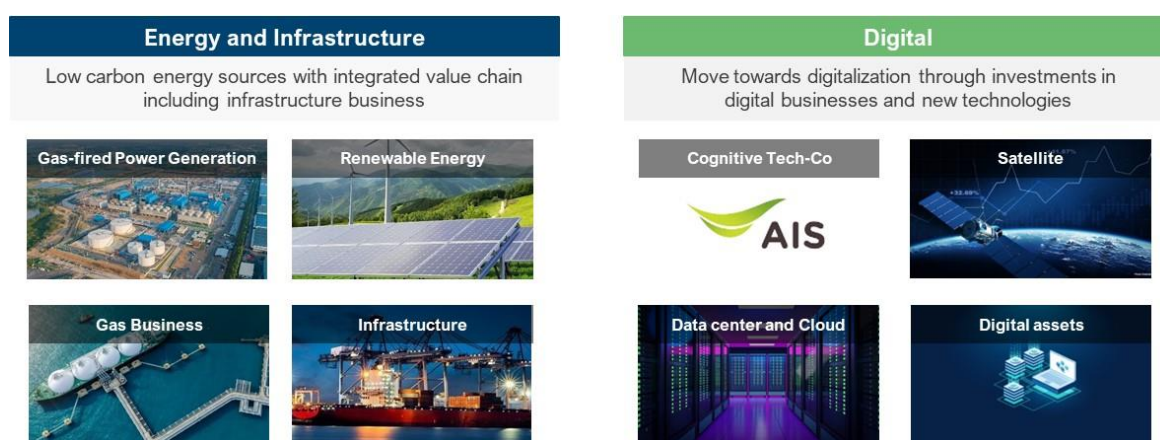 Energy and Infrastructure
Low carbon energy sources with integrated value chain
including infrastructure business
Gas-fired Power Generation
Renewable Energy
Gas Business
Infrastructure
Digital
Move towards digitalization through investments in
digital businesses and new technologies
Cognitive Tech-Co
AIS
Satellite
Data center and Cloud
Digital assets